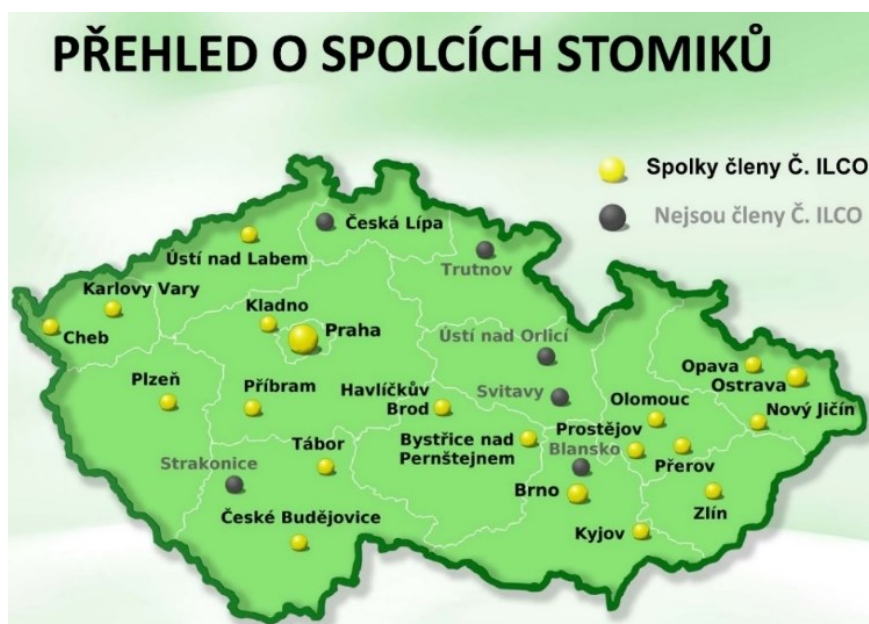 PŘEHLED O SPOLCÍCH STOMIKŮ
Spolky členy Č. ILCO
Nejsou členy Č. ILCO
Česká Lípa
Ústí nad Labem
Trutnov
Karlovy Vary
Kladno
Cheb
Praha
Ústí nad Orlicí
Opava
Ostrava
Plzeň
Příbram
Havlíčkův
Brod
Svitavy
Olomouc
Nový Jičín
Tábor
Bystřice nad
Pernštejnem
Prostějov
Blansko
Přerov
Strakonice
Brno
Zlín
České Budějovice
Kyjov